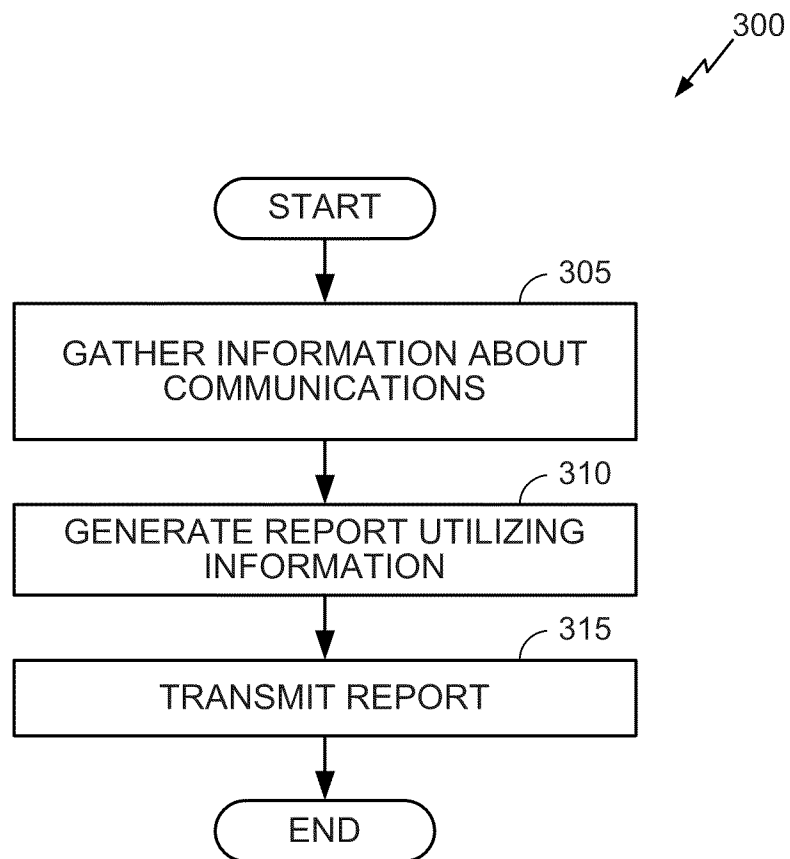 300
START
305
GATHER INFORMATION ABOUT
COMMUNICATIONS
310
GENERATE REPORT UTILIZING
INFORMATION
315
TRANSMIT REPORT
END